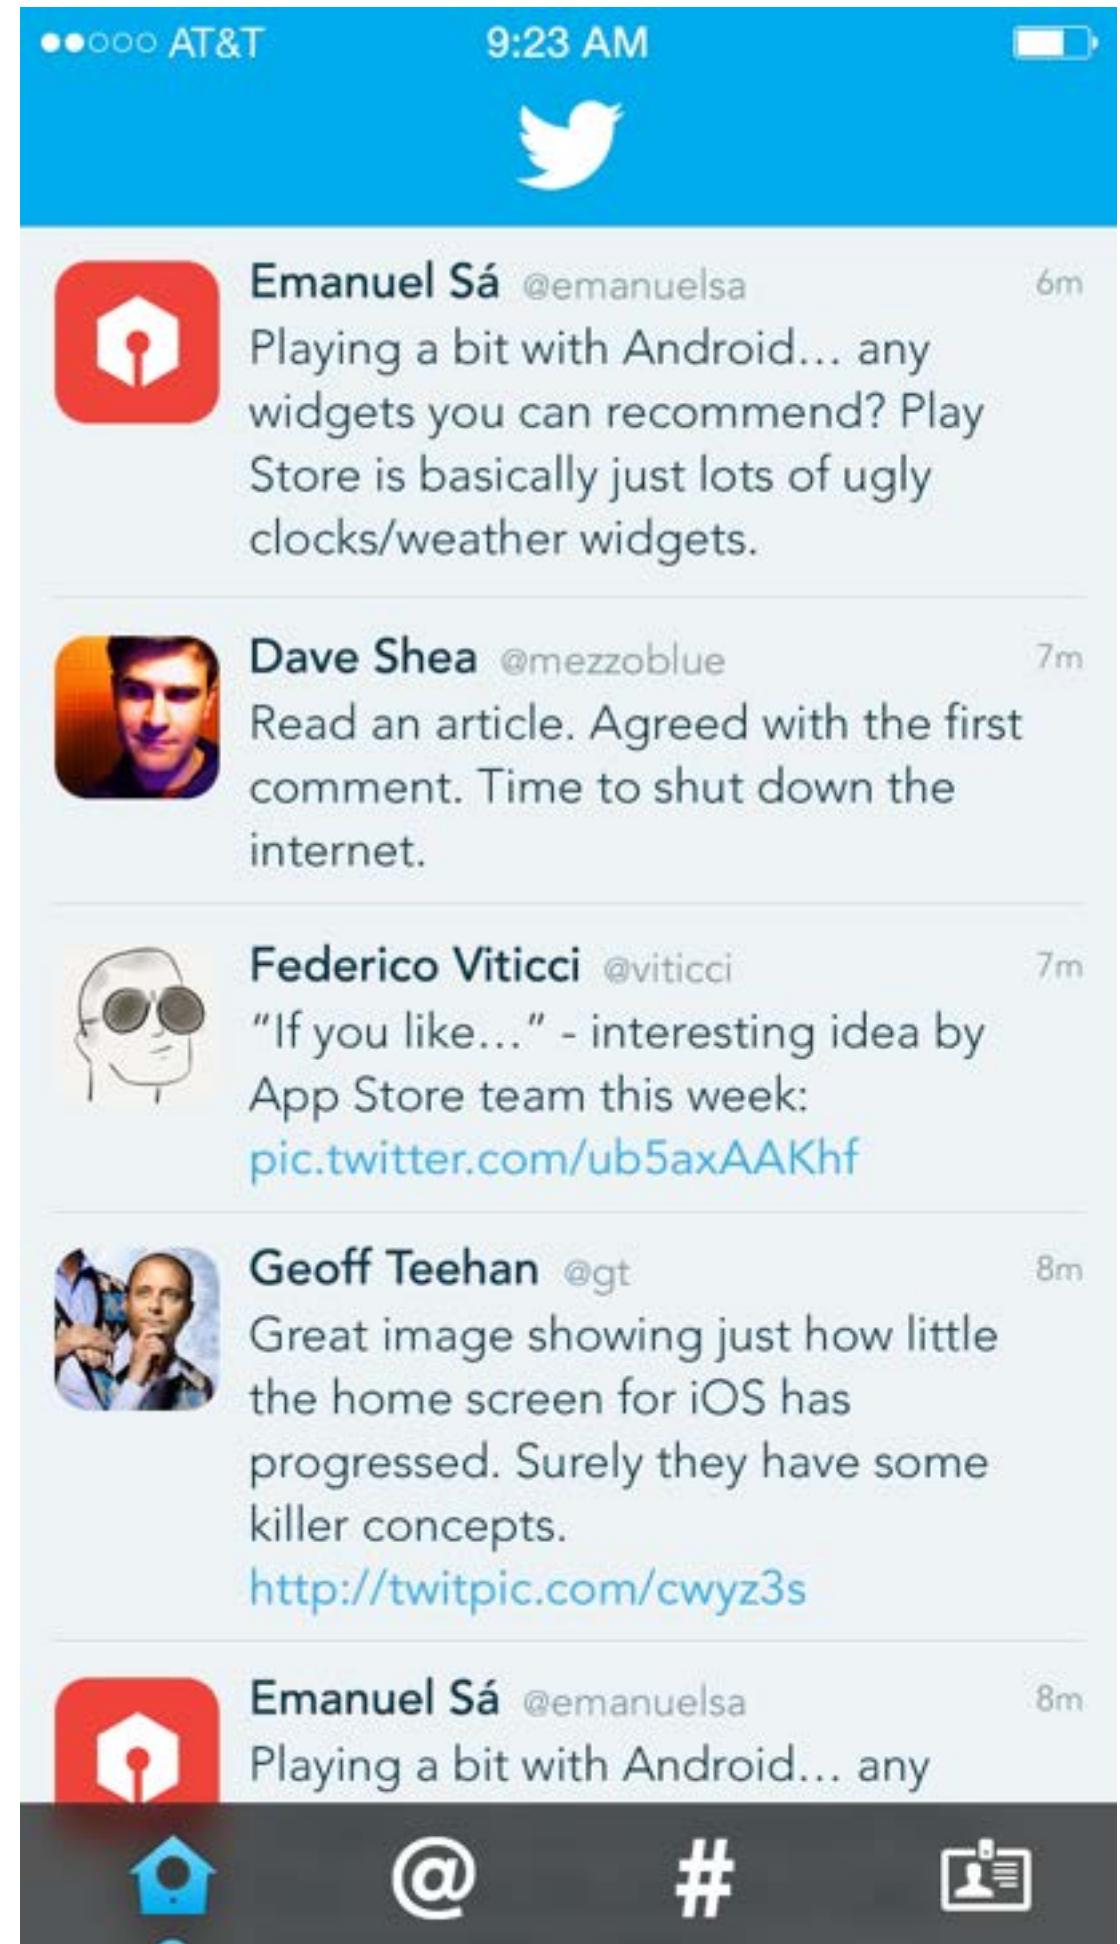 AT&T 9:23 AM
Emanuel Sá @emanuelsa 6m
Playing a bit with Android... any
widgets you can recommend? Play
Store is basically just lots of ugly
clocks/weather widgets.
Dave Shea @mezzoblue 7m
Read an article. Agreed with the first
comment. Time to shut down the
internet.
Federico Viticci @viticci 7m
“If you like...” - interesting idea by
App Store team this week:
pic.twitter.com/ub5axAAKhf
Geoff Teehan @gt 8m
Great image showing just how little
the home screen for iOS has
progressed. Surely they have some
killer concepts.
http://twitpic.com/cwyz3s
Emanuel Sá @emanuelsa 8m
Playing a bit with Android... any
@ #